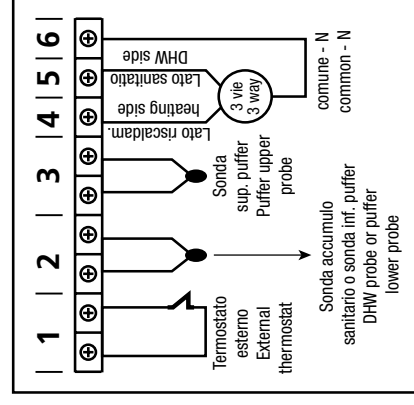 1 2 3 4 5 6
Termostato
esterno
External
thermostat
Sonda accumulo
sanitario o sonda inf. puffer
DHW probe or puffer
lower probe
Sonda
sup. puffer
Puffer upper
probe
Lato riscaldam.
heating side
Lato sanitatio
DHW side
3 vie
3 way
comune - N
common - N